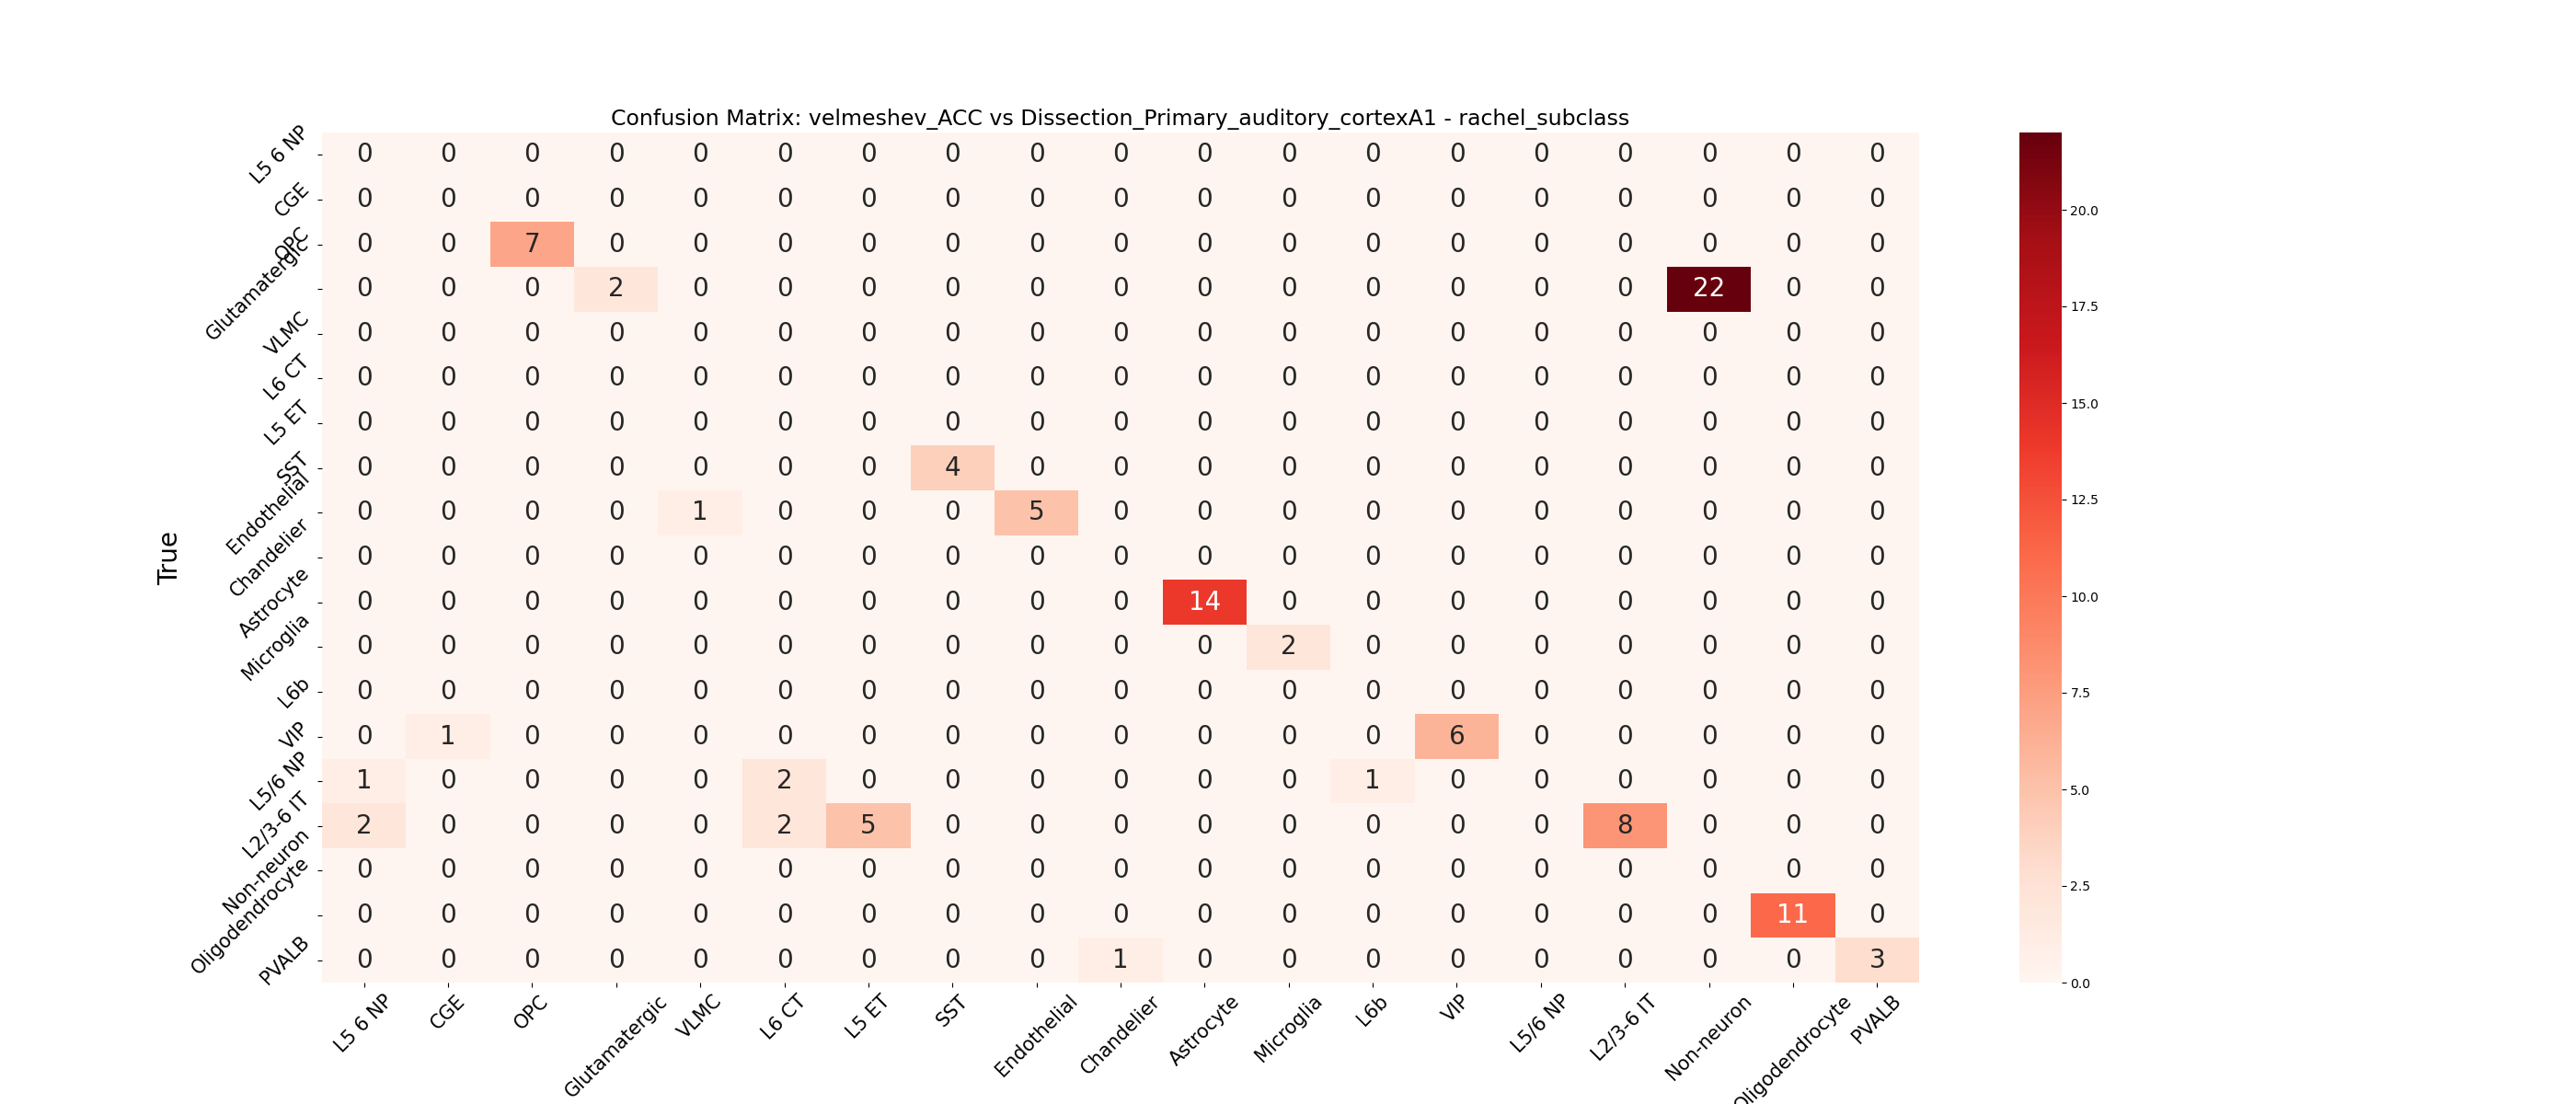 Confusion Matrix: velmeshev_ACC vs Dissection_Primary_auditory_cortexA1 - rachel_subclass
True
L5 6 NP 0 0 0 0 0 0 0 0 0 0 0 0 0 0 0 0 0 0 0
CGE 0 0 0 0 0 0 0 0 0 0 0 0 0 0 0 0 0 0 0
OPC 0 0 7 0 0 0 0 0 0 0 0 0 0 0 0 0 0 0 0
Glutamatergic 0 0 0 2 0 0 0 0 0 0 0 0 0 0 0 0 22 0 0
VLMC 0 0 0 0 0 0 0 0 0 0 0 0 0 0 0 0 0 0 0
L6 CT 0 0 0 0 0 0 0 0 0 0 0 0 0 0 0 0 0 0 0
L5 ET 0 0 0 0 0 0 0 0 0 0 0 0 0 0 0 0 0 0 0
SST 0 0 0 0 0 0 0 4 0 0 0 0 0 0 0 0 0 0 0
Endothelial 0 0 0 0 1 0 0 0 5 0 0 0 0 0 0 0 0 0 0
Chandelier 0 0 0 0 0 0 0 0 0 0 0 0 0 0 0 0 0 0 0
Astrocyte 0 0 0 0 0 0 0 0 0 0 14 0 0 0 0 0 0 0 0
Microglia 0 0 0 0 0 0 0 0 0 0 0 2 0 0 0 0 0 0 0
L6b 0 0 0 0 0 0 0 0 0 0 0 0 0 0 0 0 0 0 0
VIP 0 1 0 0 0 0 0 0 0 0 0 0 0 6 0 0 0 0 0
L5/6 NP 1 0 0 0 0 2 0 0 0 0 0 0 1 0 0 0 0 0 0
L2/3-6 IT 2 0 0 0 0 2 5 0 0 0 0 0 0 0 0 8 0 0 0
Non-neuron 0 0 0 0 0 0 0 0 0 0 0 0 0 0 0 0 0 0 0
Oligodendrocyte 0 0 0 0 0 0 0 0 0 0 0 0 0 0 0 0 0 11 0
PVALB 0 0 0 0 0 0 0 0 0 1 0 0 0 0 0 0 0 0 3
L5 6 NP CGE OPC Glutamatergic VLMC L6 CT L5 ET SST Endothelial Chandelier Astrocyte Microglia L6b VIP L5/6 NP L2/3-6 IT Non-neuron Oligodendrocyte PVALB
20.0
17.5
15.0
12.5
10.0
7.5
5.0
2.5
0.0